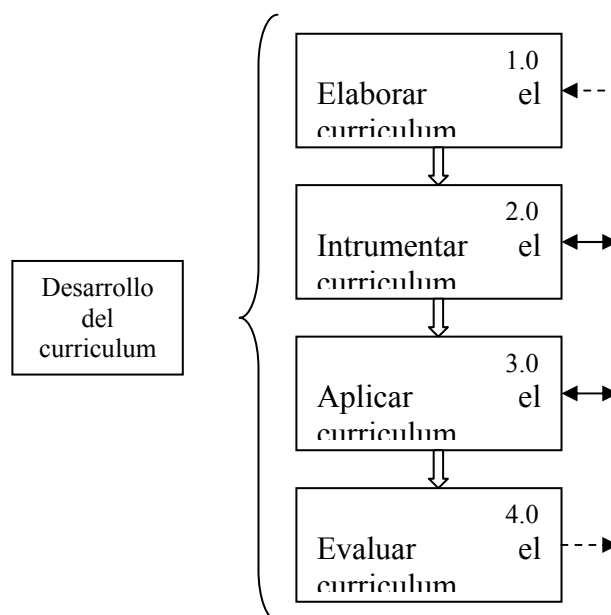 1.0
Elaborar el
curriculum
2.0
Intrumentar el
curriculum
Desarrollo
del
curriculum
3.0
Aplicar el
curriculum
4.0
Evaluar el
curriculum